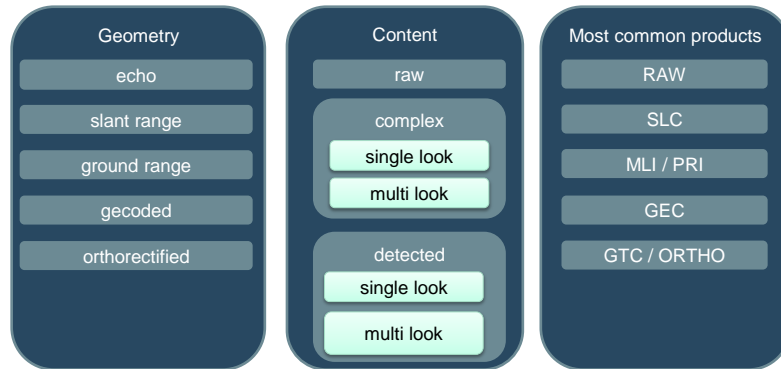 Geometry
echo
slant range
ground range
gecoded
orthorectified
Content
raw
complex
single look
multi look
detected
single look
multi look
Most common products
RAW
SLC
MLI / PRI
GEC
GTC / ORTHO